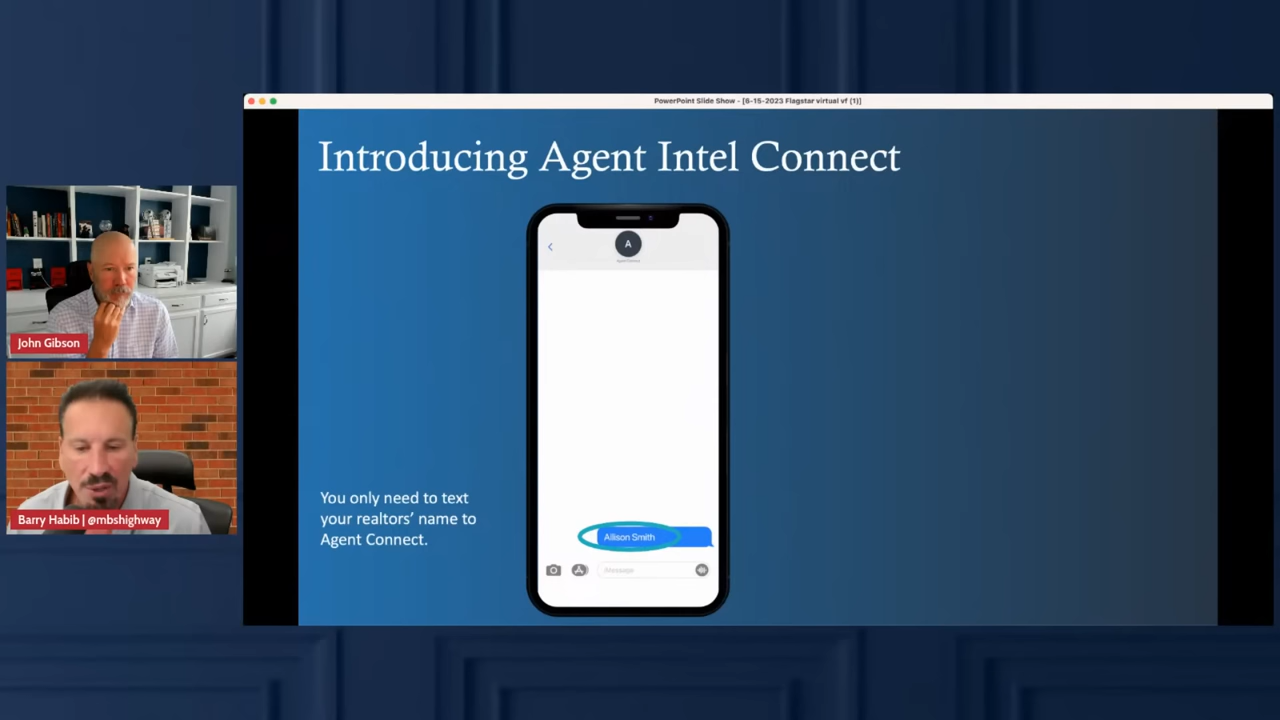 PowerPoint Slide Show - [6-15-2023 Flagstar virtual vf (1)]
Introducing Agent Intel Connect
A
John Gibson
Barry Habib | @mbshighway
You only need to text
your realtors’ name to
Agent Connect.
Allison Smith
iMessage